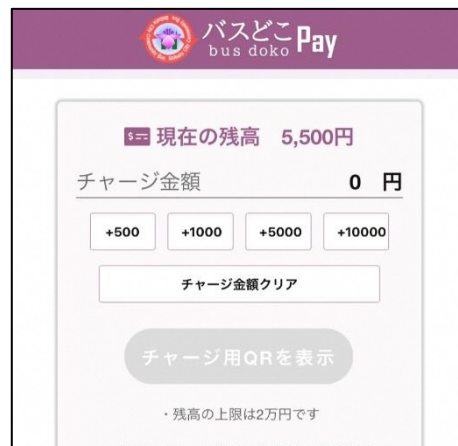 バスどこ Pay
bus doko
現在の残高 5,500円
チャージ金額 0 円
+500 +1000 +5000 +10000
チャージ金額クリア
チャージ用QRを表示
・残高の上限は2万円です